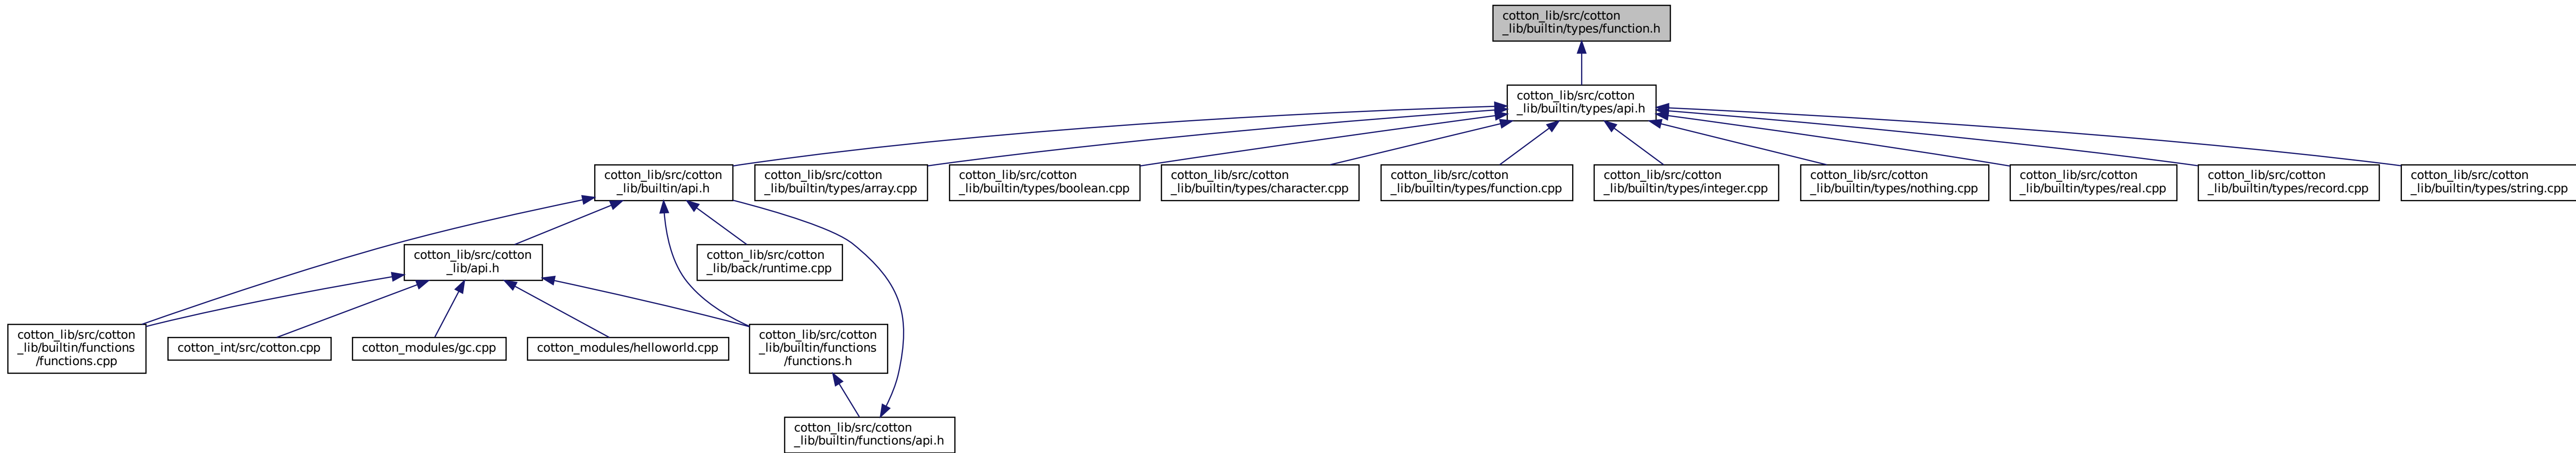 cotton_lib/src/cotton
_lib/builtin/types/function.h
cotton_lib/src/cotton
_lib/builtin/types/api.h
cotton_lib/src/cotton
_lib/builtin/api.h
cotton_lib/src/cotton
_lib/builtin/types/array.cpp
cotton_lib/src/cotton
_lib/builtin/types/boolean.cpp
cotton_lib/src/cotton
_lib/builtin/types/character.cpp
cotton_lib/src/cotton
_lib/builtin/types/function.cpp
cotton_lib/src/cotton
_lib/builtin/types/integer.cpp
cotton_lib/src/cotton
_lib/builtin/types/nothing.cpp
cotton_lib/src/cotton
_lib/builtin/types/real.cpp
cotton_lib/src/cotton
_lib/builtin/types/record.cpp
cotton_lib/src/cotton
_lib/builtin/types/string.cpp
cotton_lib/src/cotton
_lib/api.h
cotton_lib/src/cotton
_lib/back/runtime.cpp
cotton_lib/src/cotton
_lib/builtin/functions
/functions.cpp
cotton_int/src/cotton.cpp
cotton_modules/gc.cpp
cotton_modules/helloworld.cpp
cotton_lib/src/cotton
_lib/builtin/functions
/functions.h
cotton_lib/src/cotton
_lib/builtin/functions/api.h